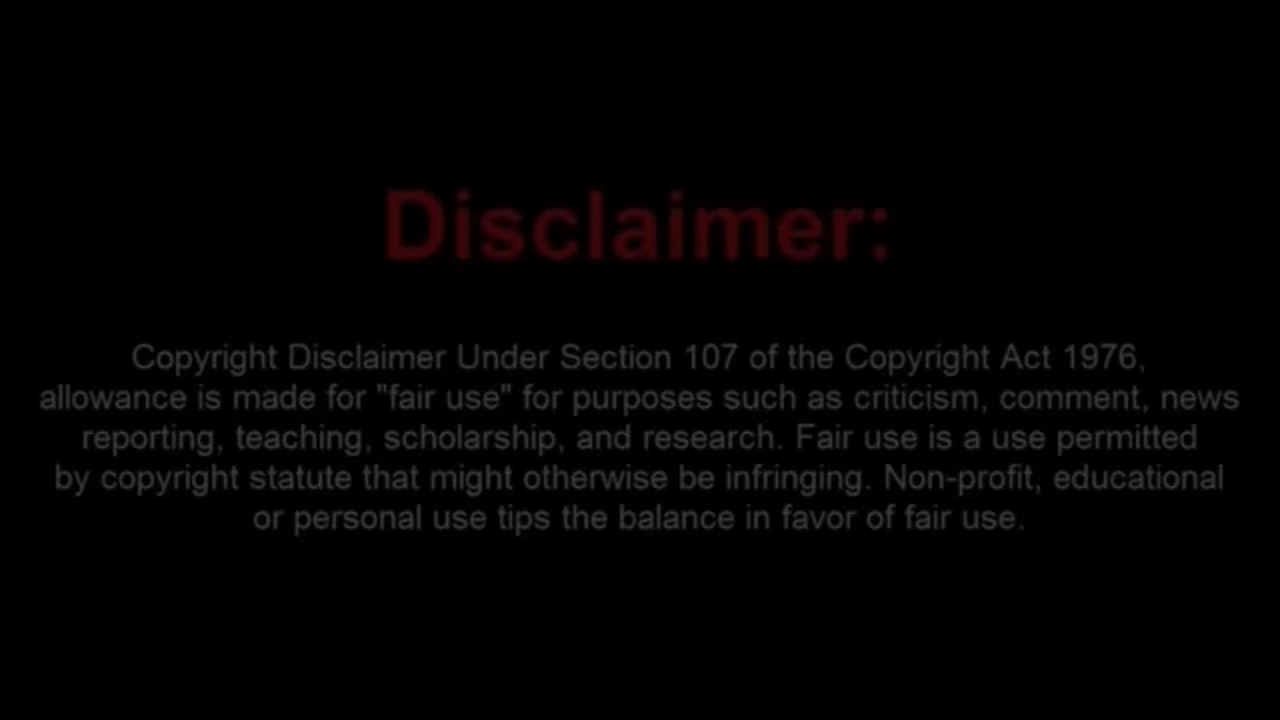 Disclaimer:
Copyright Disclaimer Under Section 107 of the Copyright Act 1976,
allowance is made for "fair use" for purposes such as criticism, comment, news
reporting, teaching, scholarship, and research. Fair use is a use permitted
by copyright statute that might otherwise be infringing. Non-profit, educational
or personal use tips the balance in favor of fair use.